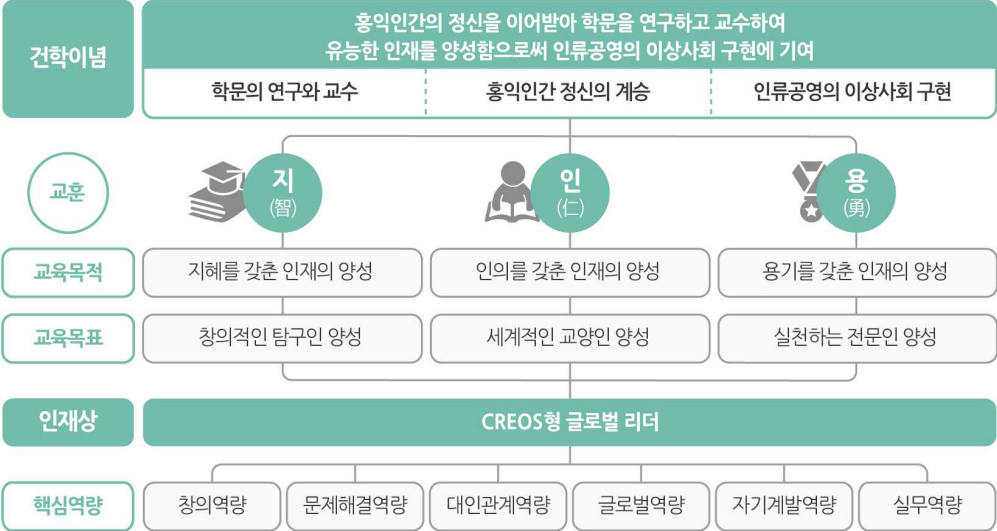 건학이념
홍익인간의 정신을 이어받아 학문을 연구하고 교수하여
유능한 인재를 양성함으로써 인류공영의 이상사회 구현에 기여
학문의 연구와 교수
홍익인간 정신의 계승
인류공영의 이상사회 구현
교훈
지
(智)
인
(仁)
용
(勇)
교육목적
지혜를 갖춘 인재의 양성
인의를 갖춘 인재의 양성
용기를 갖춘 인재의 양성
교육목표
창의적인 탐구인 양성
세계적인 교양인 양성
실천하는 전문인 양성
인재상
CREOS형 글로벌 리더
핵심역량
창의역량
문제해결역량
대인관계역량
글로벌역량
자기계발역량
실무역량